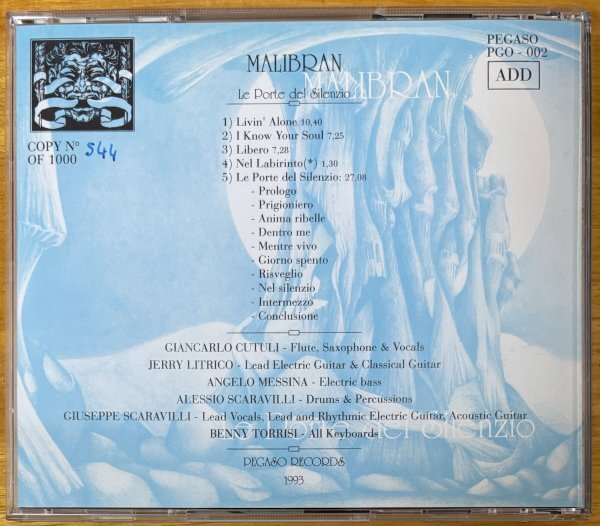 MALIBRAN
MALIBRAN
Le Porte del Silenzio
PEGASO
PGO - 002
ADD
COPY N° 544
OF 1000
1) Livin' Alone 10,40
2) I Know Your Soul 7,25
3) Libero 7,28
4) Nel Labirinto(*) 1,30
5) Le Porte del Silenzio: 27,08
- Prologo
- Prigioniero
- Anima ribelle
- Dentro me
- Mentre vivo
- Giorno spento
- Risveglio
- Nel silenzio
- Intermezzo
- Conclusione
GIANCARLO CUTULI - Flute, Saxophone & Vocals
JERRY LITRICO - Lead Electric Guitar & Classical Guitar
ANGELO MESSINA - Electric bass
ALESSIO SCARAVILLI - Drums & Percussions
GIUSEPPE SCARAVILLI - Lead Vocals, Lead and Rhythmic Electric Guitar, Acoustic Guitar
BENNY TORRISI - All Keyboards
Le Porte del Silenzio
PEGASO RECORDS
1993